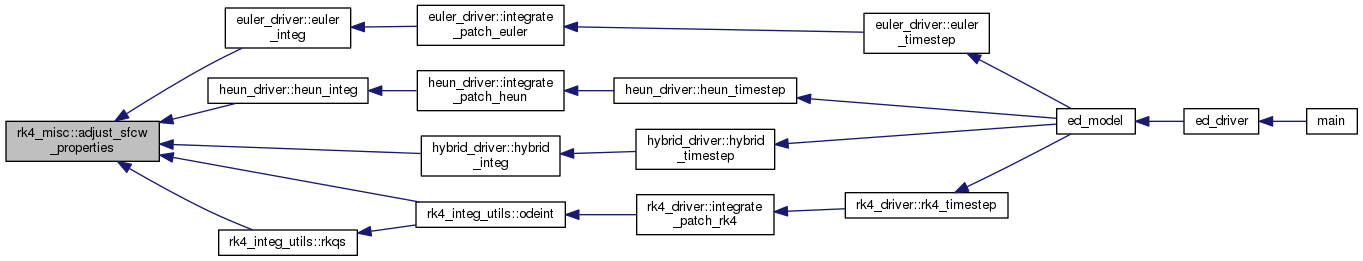 euler_driver::euler
_integ
euler_driver::integrate
_patch_euler
euler_driver::euler
_timestep
heun_driver::heun_integ
heun_driver::integrate
_patch_heun
heun_driver::heun_timestep
rk4_misc::adjust_sfcw
_properties
ed_model
ed_driver
main
hybrid_driver::hybrid
_integ
hybrid_driver::hybrid
_timestep
rk4_integ_utils::odeint
rk4_driver::integrate
_patch_rk4
rk4_driver::rk4_timestep
rk4_integ_utils::rkqs